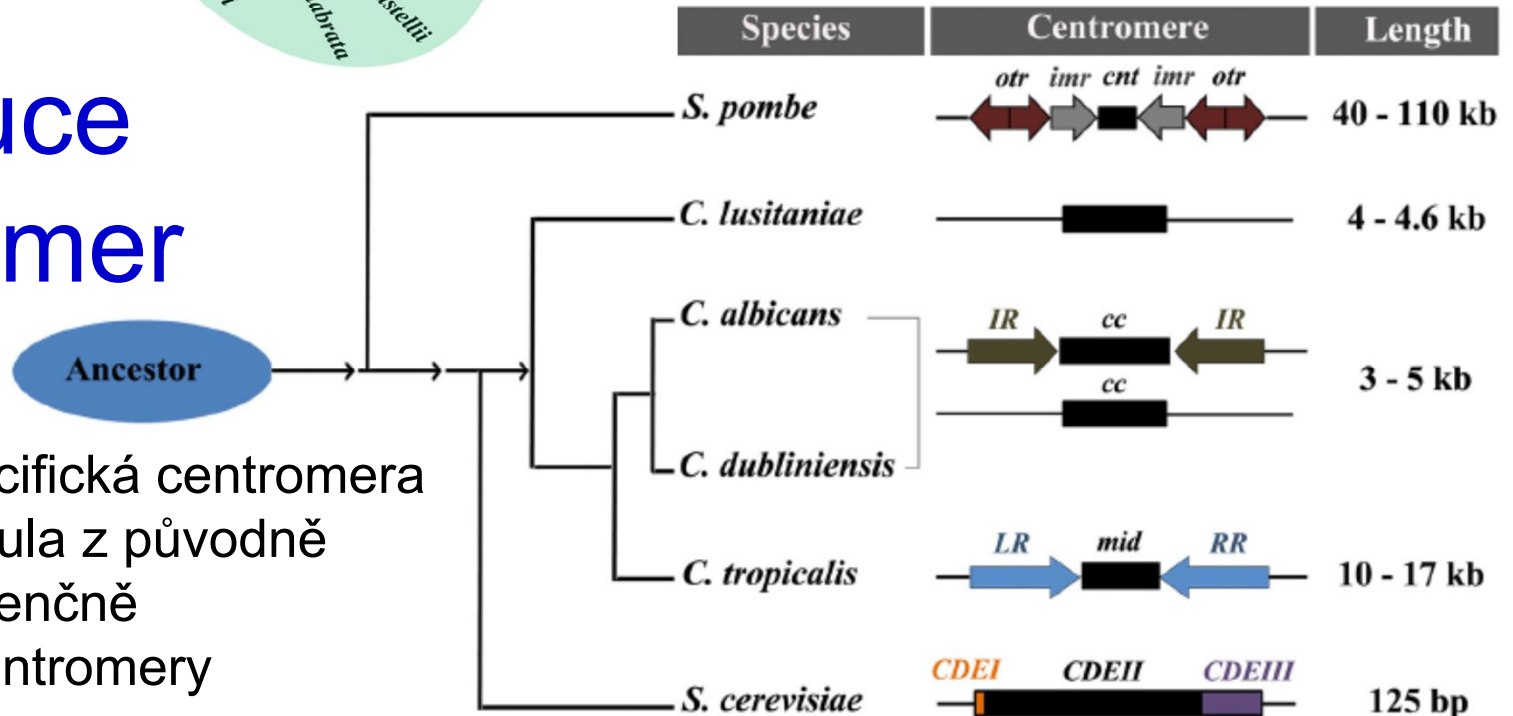 abrata
stellii
uce
mer
Ancestor
cifická centromera
ula z původně
enčně
ntromery
Species Centromere Length
S. pombe otr imr cnt imr otr 40 - 110 kb
C. lusitaniae 4 - 4.6 kb
C. albicans IR cc IR
cc 3 - 5 kb
C. dubliniensis
C. tropicalis LR mid RR 10 - 17 kb
S. cerevisiae CDEI CDEII CDEIII 125 bp